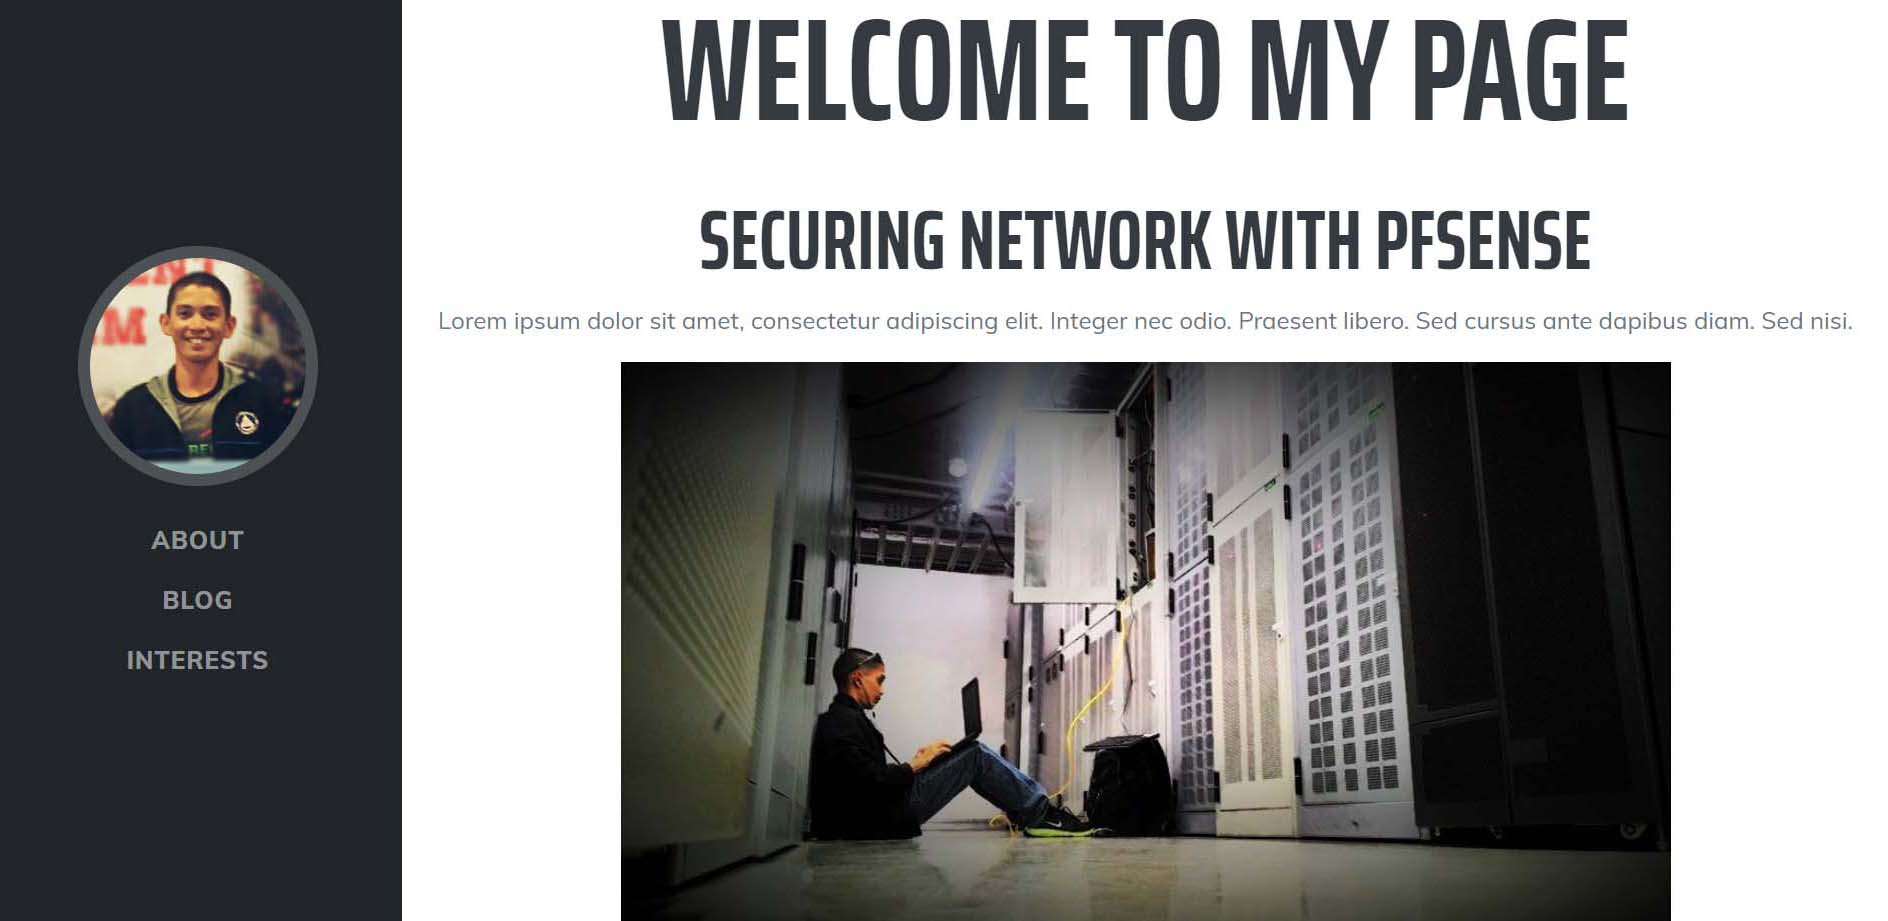 WELCOME TO MY PAGE
SECURING NETWORK WITH PFSENSE
Lorem ipsum dolor sit amet, consectetur adipiscing elit. Integer nec odio. Praesent libero. Sed cursus ante dapibus diam. Sed nisi.
ABOUT
BLOG
INTERESTS